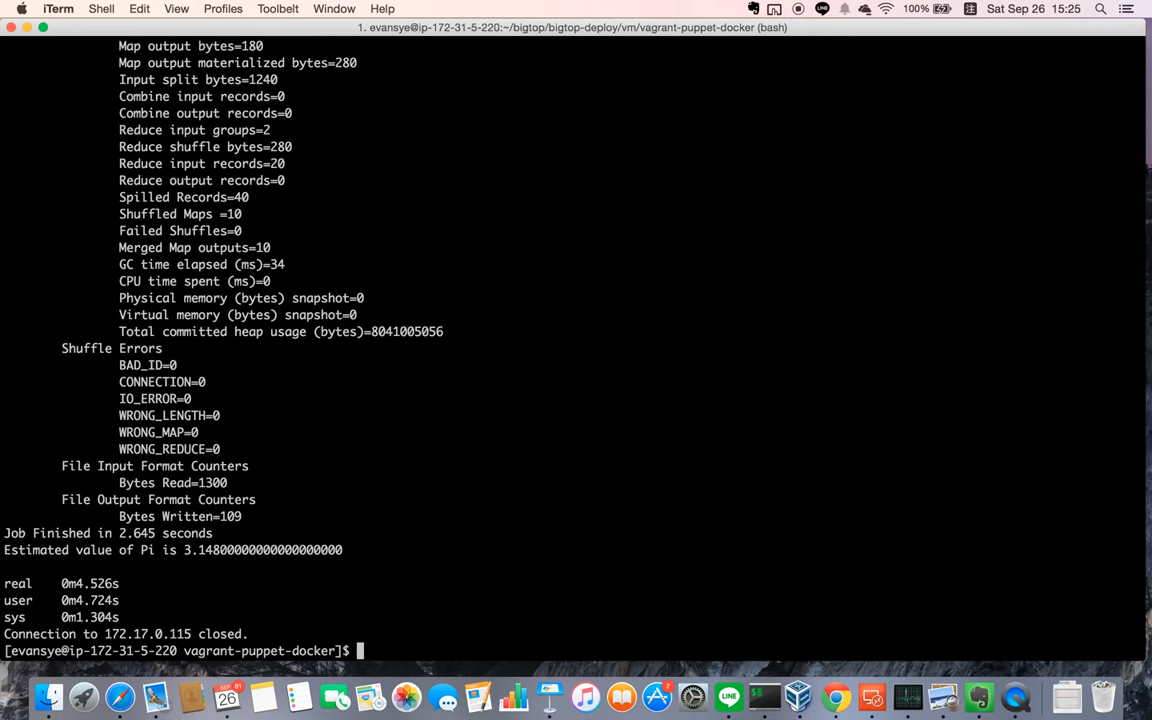 iTerm Shell Edit View Profiles Toolbelt Window Help 100% 注 Sat Sep 26 15:25
1. evansye@ip-172-31-5-220:~/bigtop/bigtop-deploy/vm/vagrant-puppet-docker (bash)
Map output bytes=180
Map output materialized bytes=280
Input split bytes=1240
Combine input records=0
Combine output records=0
Reduce input groups=2
Reduce shuffle bytes=280
Reduce input records=20
Reduce output records=0
Spilled Records=40
Shuffled Maps =10
Failed Shuffles=0
Merged Map outputs=10
GC time elapsed (ms)=34
CPU time spent (ms)=0
Physical memory (bytes) snapshot=0
Virtual memory (bytes) snapshot=0
Total committed heap usage (bytes)=8041005056
Shuffle Errors
BAD_ID=0
CONNECTION=0
IO_ERROR=0
WRONG_LENGTH=0
WRONG_MAP=0
WRONG_REDUCE=0
File Input Format Counters
Bytes Read=1300
File Output Format Counters
Bytes Written=109
Job Finished in 2.645 seconds
Estimated value of Pi is 3.14800000000000000000
real 0m4.526s
user 0m4.724s
sys 0m1.304s
Connection to 172.17.0.115 closed.
[evansye@ip-172-31-5-220 vagrant-puppet-docker]$